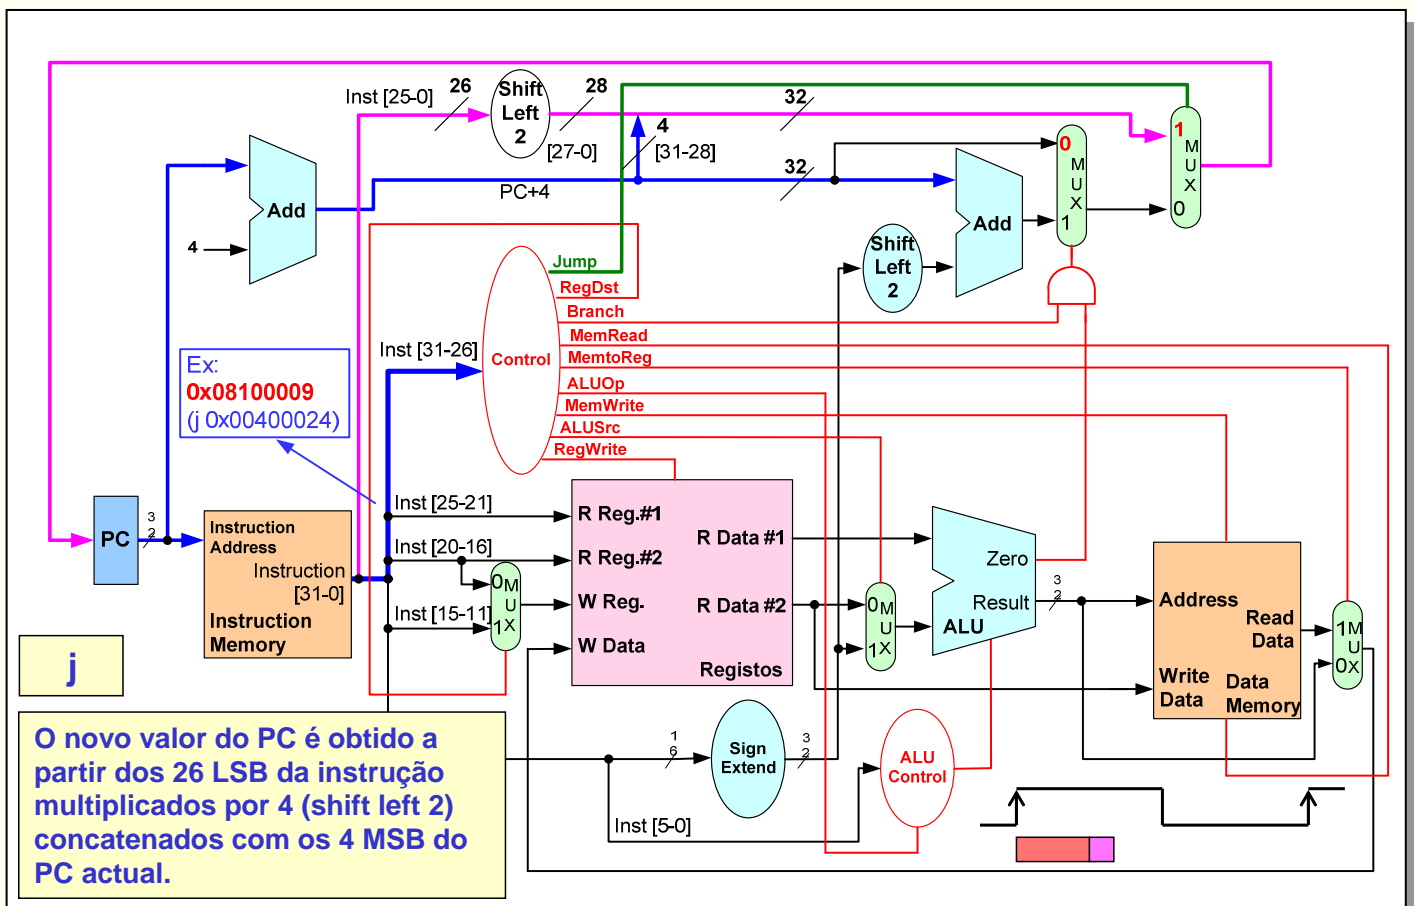 Inst [25-0]
26
Shift
Left
2
28
[27-0]
4
[31-28]
32
1
M
U
X
0
Add
4
PC+4
32
0
M
U
X
1
Add
Shift
Left
2
Jump
RegDst
Branch
MemRead
MemtoReg
ALUOp
MemWrite
ALUSrc
RegWrite
Control
Inst [31-26]
Ex:
0x08100009
(j 0x00400024)
PC
32
Instruction
Address
Instruction
[31-0]
Instruction
Memory
Inst [25-21]
Inst [20-16]
Inst [15-11]
0
M
U
X
1
R Reg.#1
R Reg.#2
W Reg.
W Data
R Data #1
R Data #2
Registos
0
M
U
X
1
Zero
Result
ALU
32
Address
Read
Data
Write
Data
Data
Memory
1
M
U
X
0
j
O novo valor do PC é obtido a
partir dos 26 LSB da instrução
multiplicados por 4 (shift left 2)
concatenados com os 4 MSB do
PC actual.
16
Sign
Extend
32
ALU
Control
Inst [5-0]